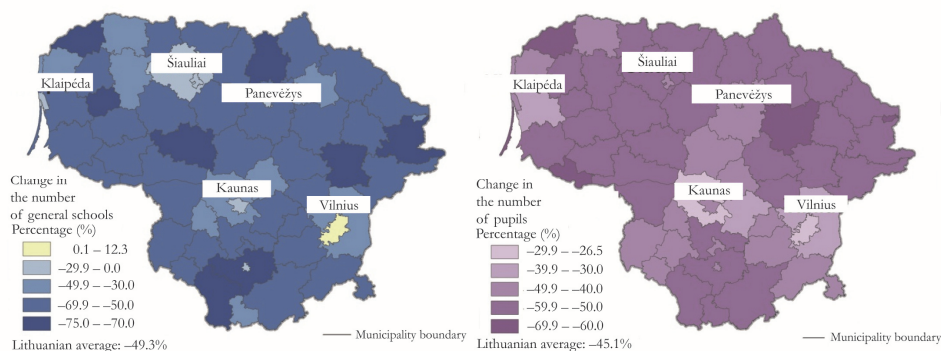 Klaipėda
Šiauliai
Panevėžys
Kaunas
Vilnius
Change in
the number
of general schools
Percentage (%)
0.1 – 12.3
–29.9 – 0.0
–49.9 – –30.0
–69.9 – –50.0
–75.0 – –70.0
Lithuanian average: –49.3%
Municipality boundary
Klaipėda
Šiauliai
Panevėžys
Kaunas
Vilnius
Change in
the number
of pupils
Percentage (%)
–29.9 – –26.5
–39.9 – –30.0
–49.9 – –40.0
–59.9 – –50.0
–69.9 – –60.0
Lithuanian average: –45.1%
Municipality boundary